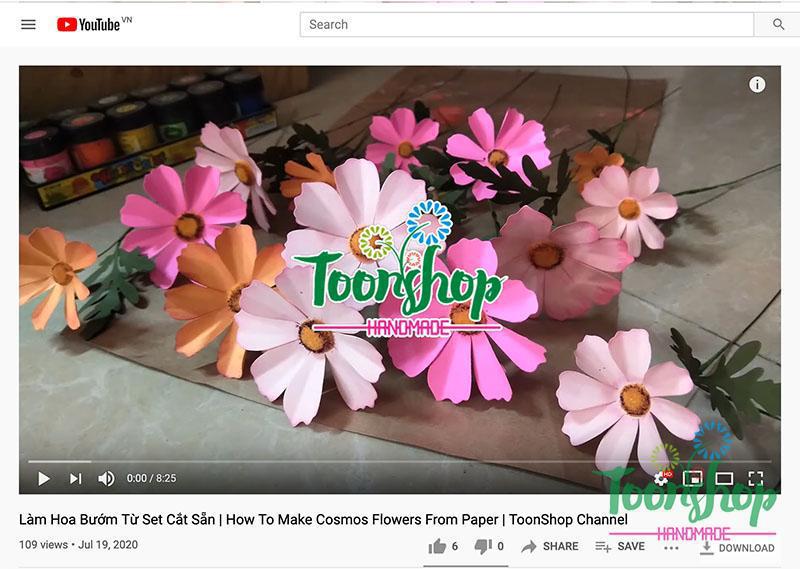 YouTube VN
Search
i
Toonshop
HANDMADE
0:00 / 8:25
HD
Toonshop
HANDMADE
Làm Hoa Bướm Từ Set Cắt Sẵn | How To Make Cosmos Flowers From Paper | ToonShop Channel
109 views • Jul 19, 2020
6 0 SHARE SAVE ... DOWNLOAD